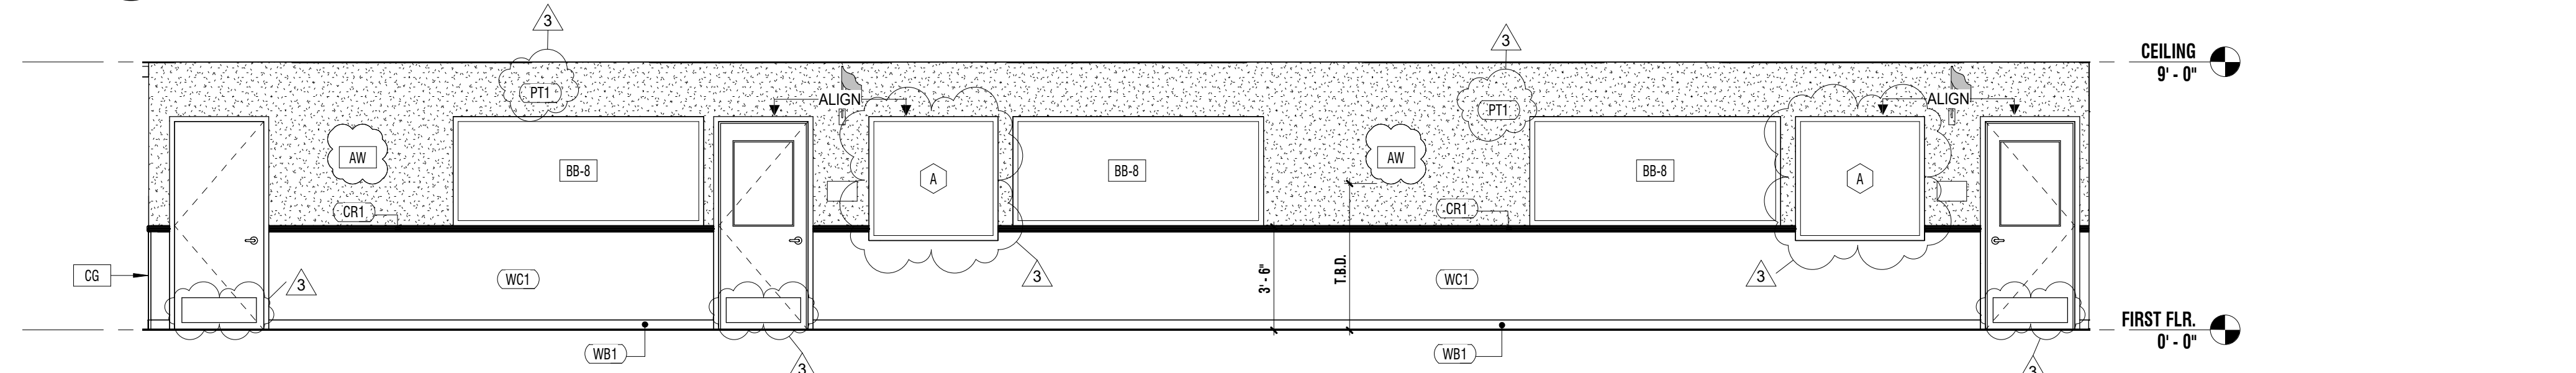 3
3
CEILING
9' - 0"
PT1
ALIGN
PT1
ALIGN
AW
BB-8
A
BB-8
AW
BB-8
A
CR1
CR1
CG
3
WC1
3
3' - 6"
T.B.D.
WC1
3
FIRST FLR.
0' - 0"
WB1
3
WB1
3